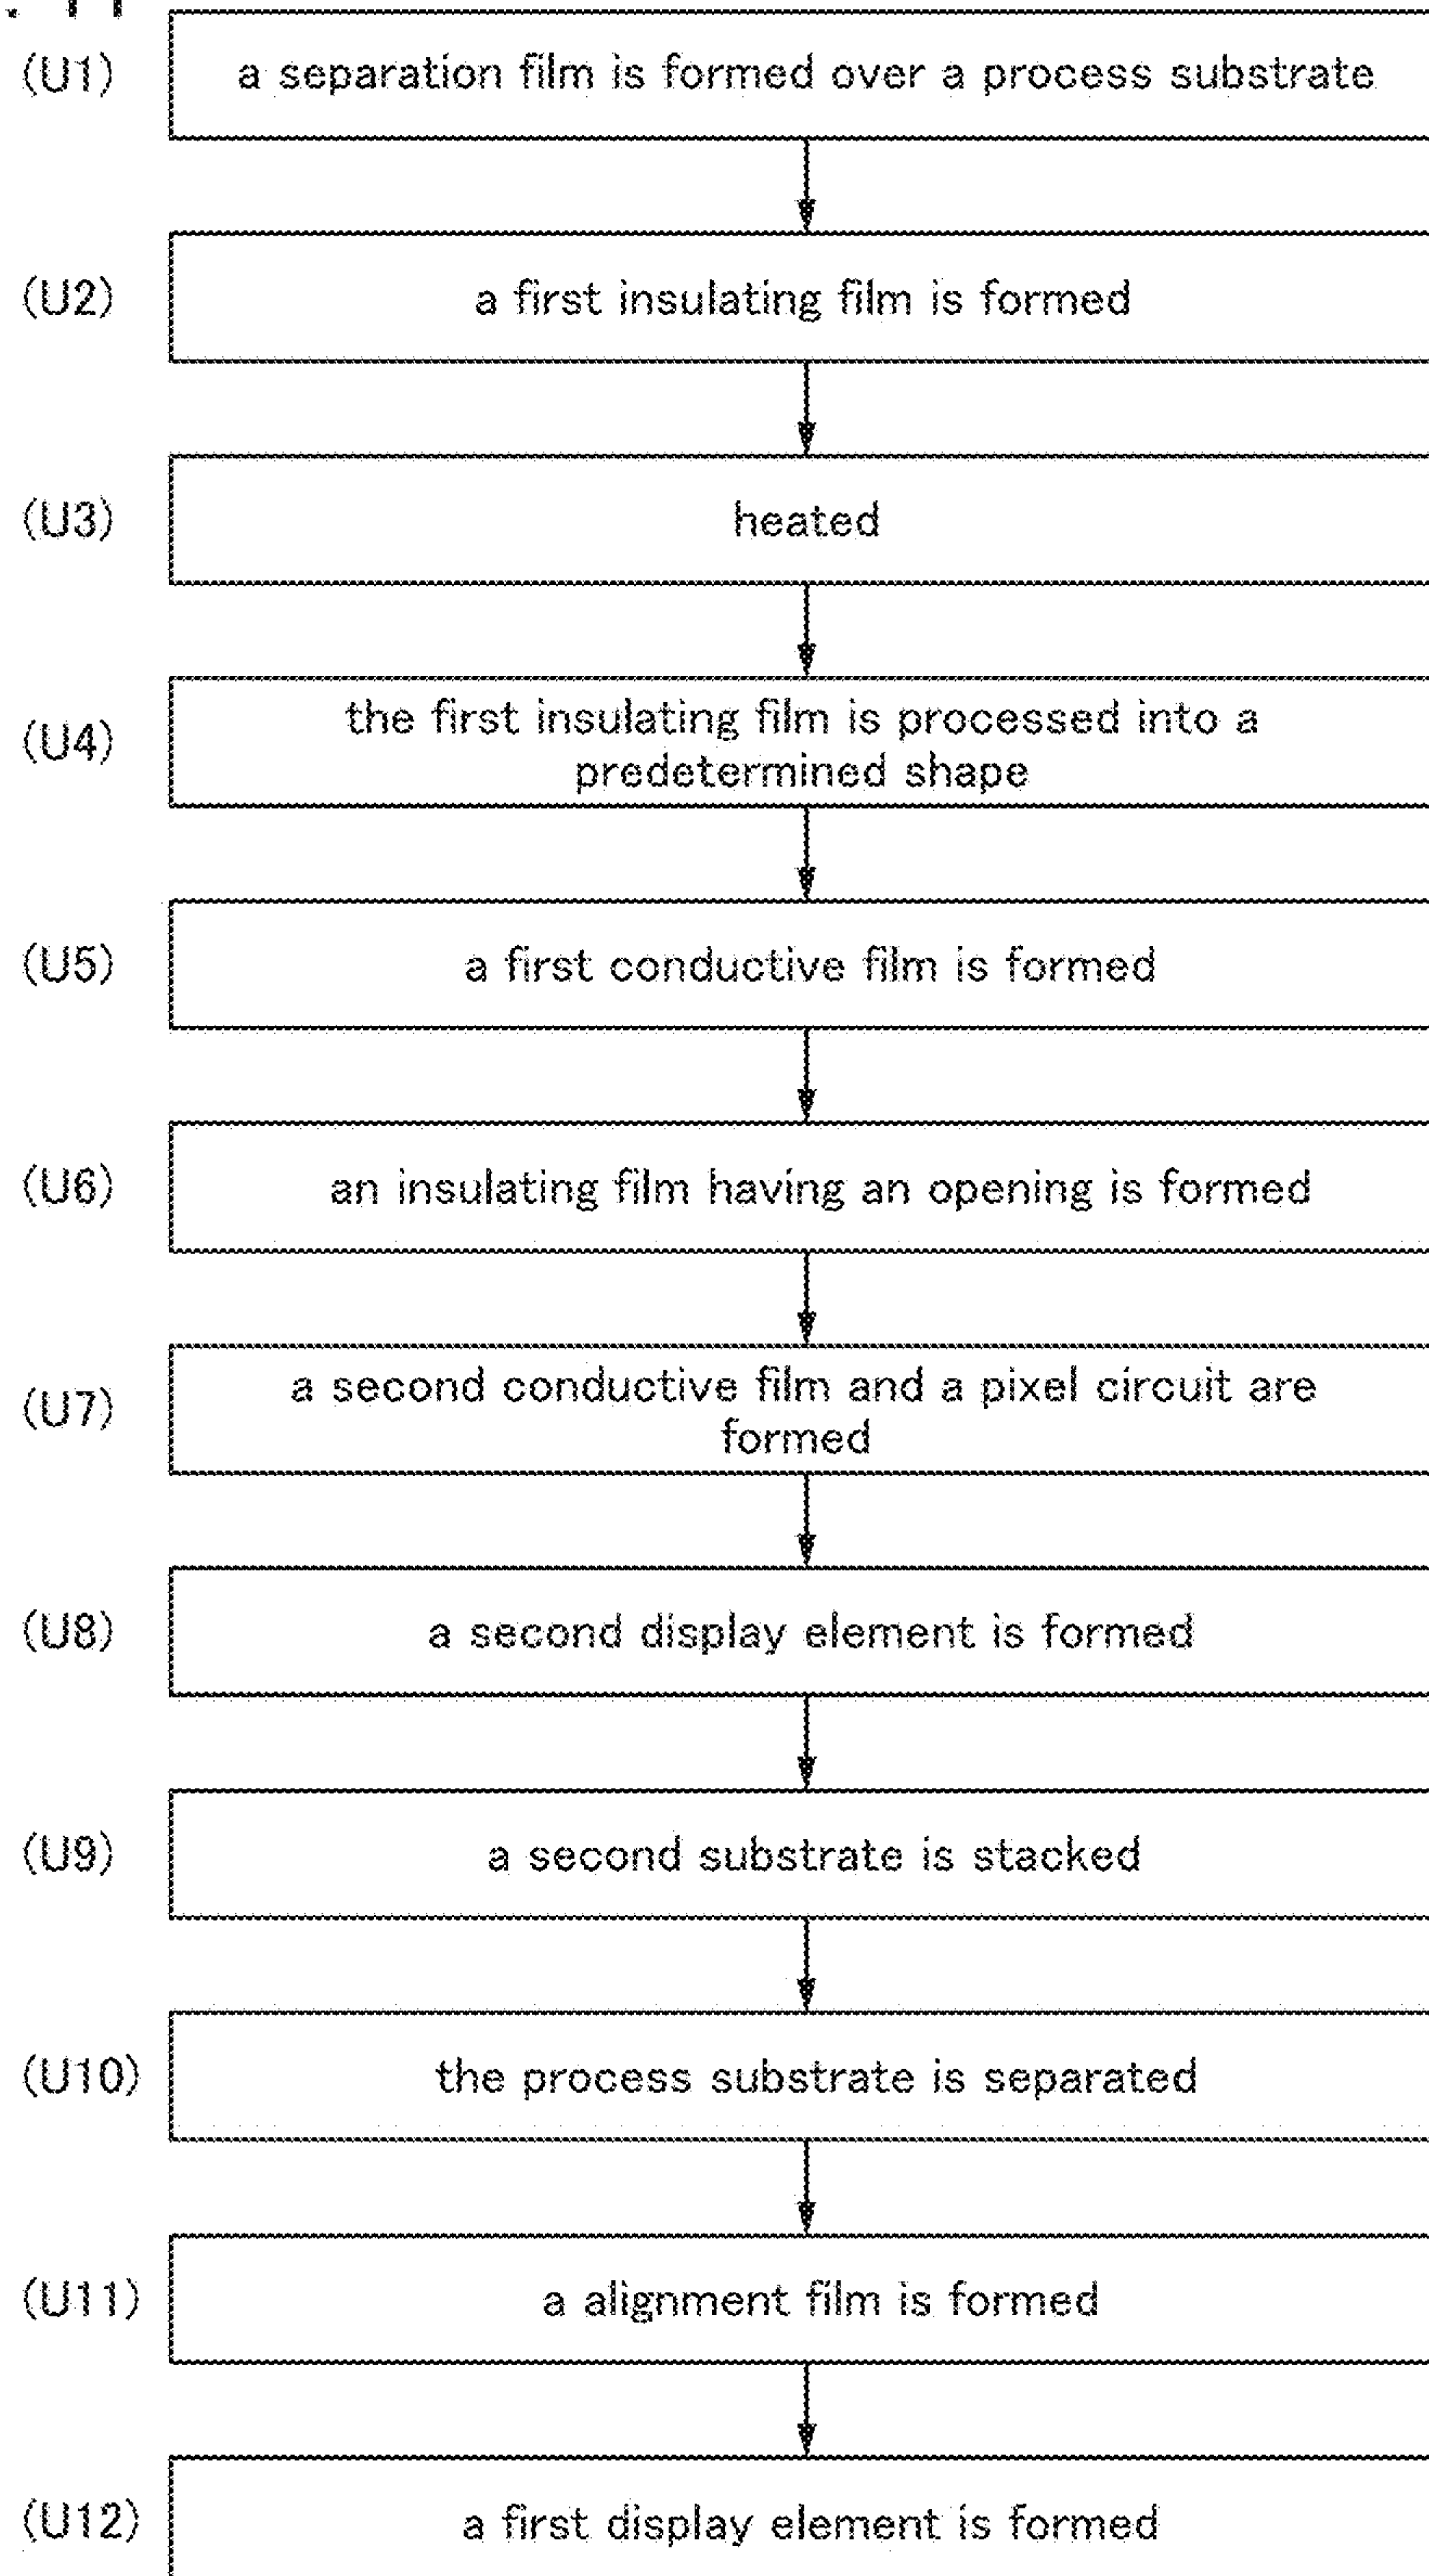 . 11
(U1) a separation film is formed over a process substrate
(U2) a first insulating film is formed
(U3) heated
(U4) the first insulating film is processed into a
predetermined shape
(U5) a first conductive film is formed
(U6) an insulating film having an opening is formed
(U7) a second conductive film and a pixel circuit are
formed
(U8) a second display element is formed
(U9) a second substrate is stacked
(U10) the process substrate is separated
(U11) a alignment film is formed
(U12) a first display element is formed